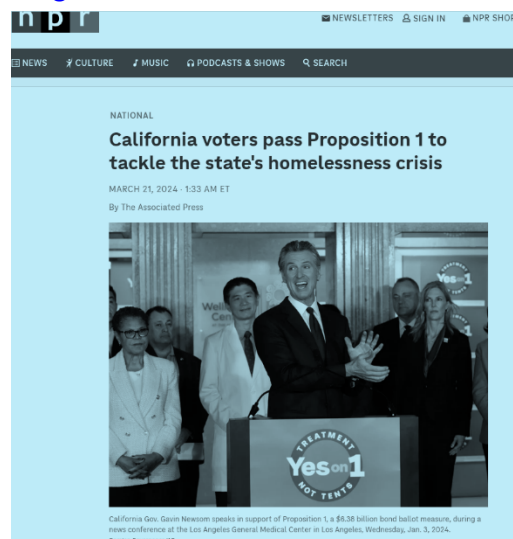 npr
NEWSLETTERS SIGN IN NPR SHOP
NEWS CULTURE MUSIC PODCASTS & SHOWS SEARCH
NATIONAL
California voters pass Proposition 1 to
tackle the state's homelessness crisis
MARCH 21, 2024 · 1:33 AM ET
By The Associated Press
Yes on 1
Well
Cen
TREATMENT
Yes on 1
NOT TENTS
California Gov. Gavin Newsom speaks in support of Proposition 1, a $6.38 billion bond ballot measure, during a
news conference at the Los Angeles General Medical Center in Los Angeles, Wednesday, Jan. 3, 2024.